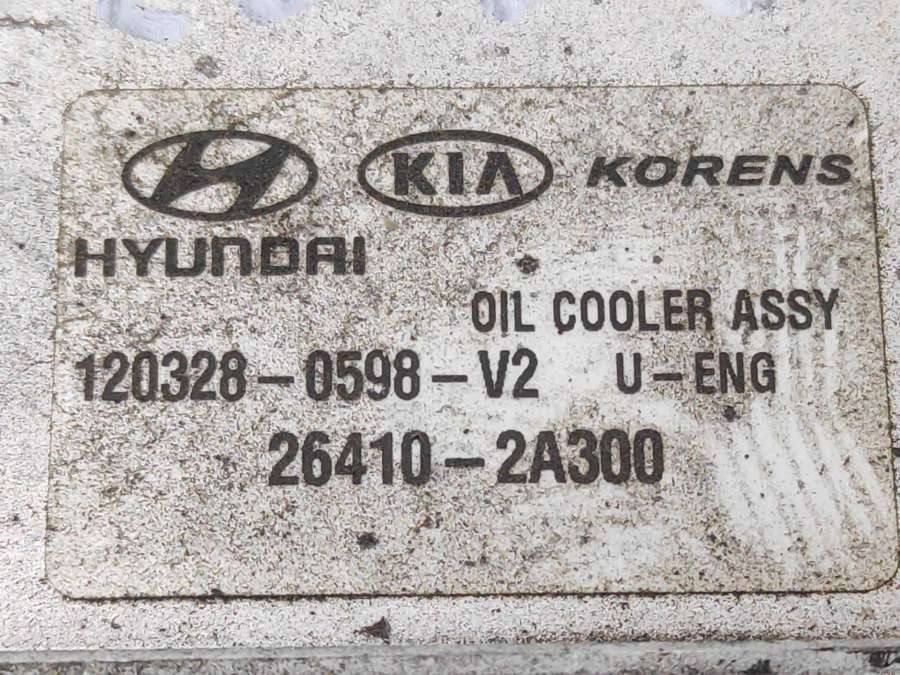 KIA KORENS
HYUNDAI
OIL COOLER ASSY
120328-0598-V2 U-ENG
26410-2A300